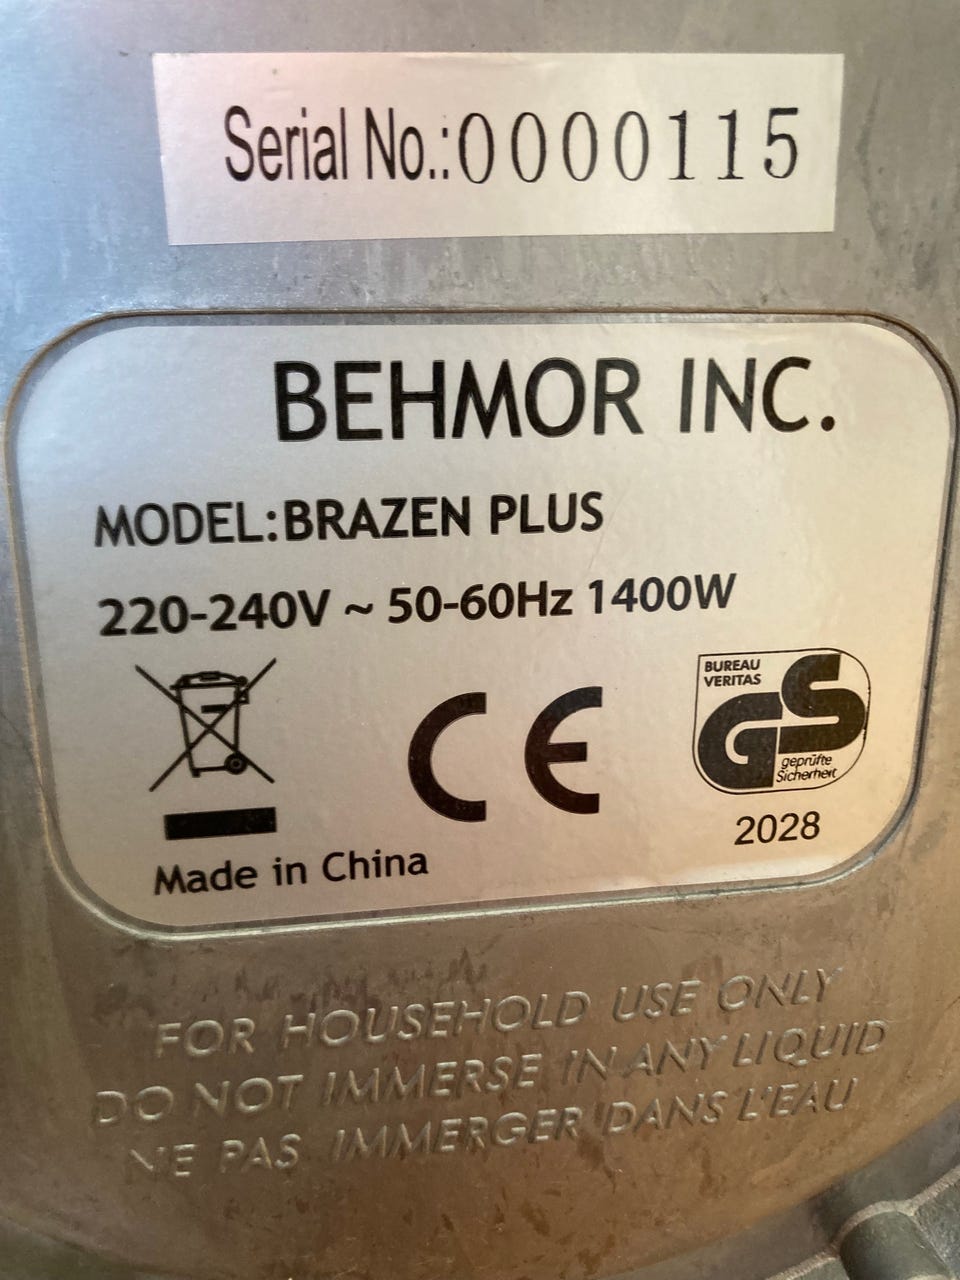 Serial No.:0000115
BEHMOR INC.
MODEL:BRAZEN PLUS
220-240V ~ 50-60Hz 1400W
BUREAU
VERITAS
GS
geprüfte
Sicherheit
CE
2028
Made in China
FOR HOUSEHOLD USE ONLY
DO NOT IMMERSE IN ANY LIQUID
NE PAS IMMERGER DANS L'EAU